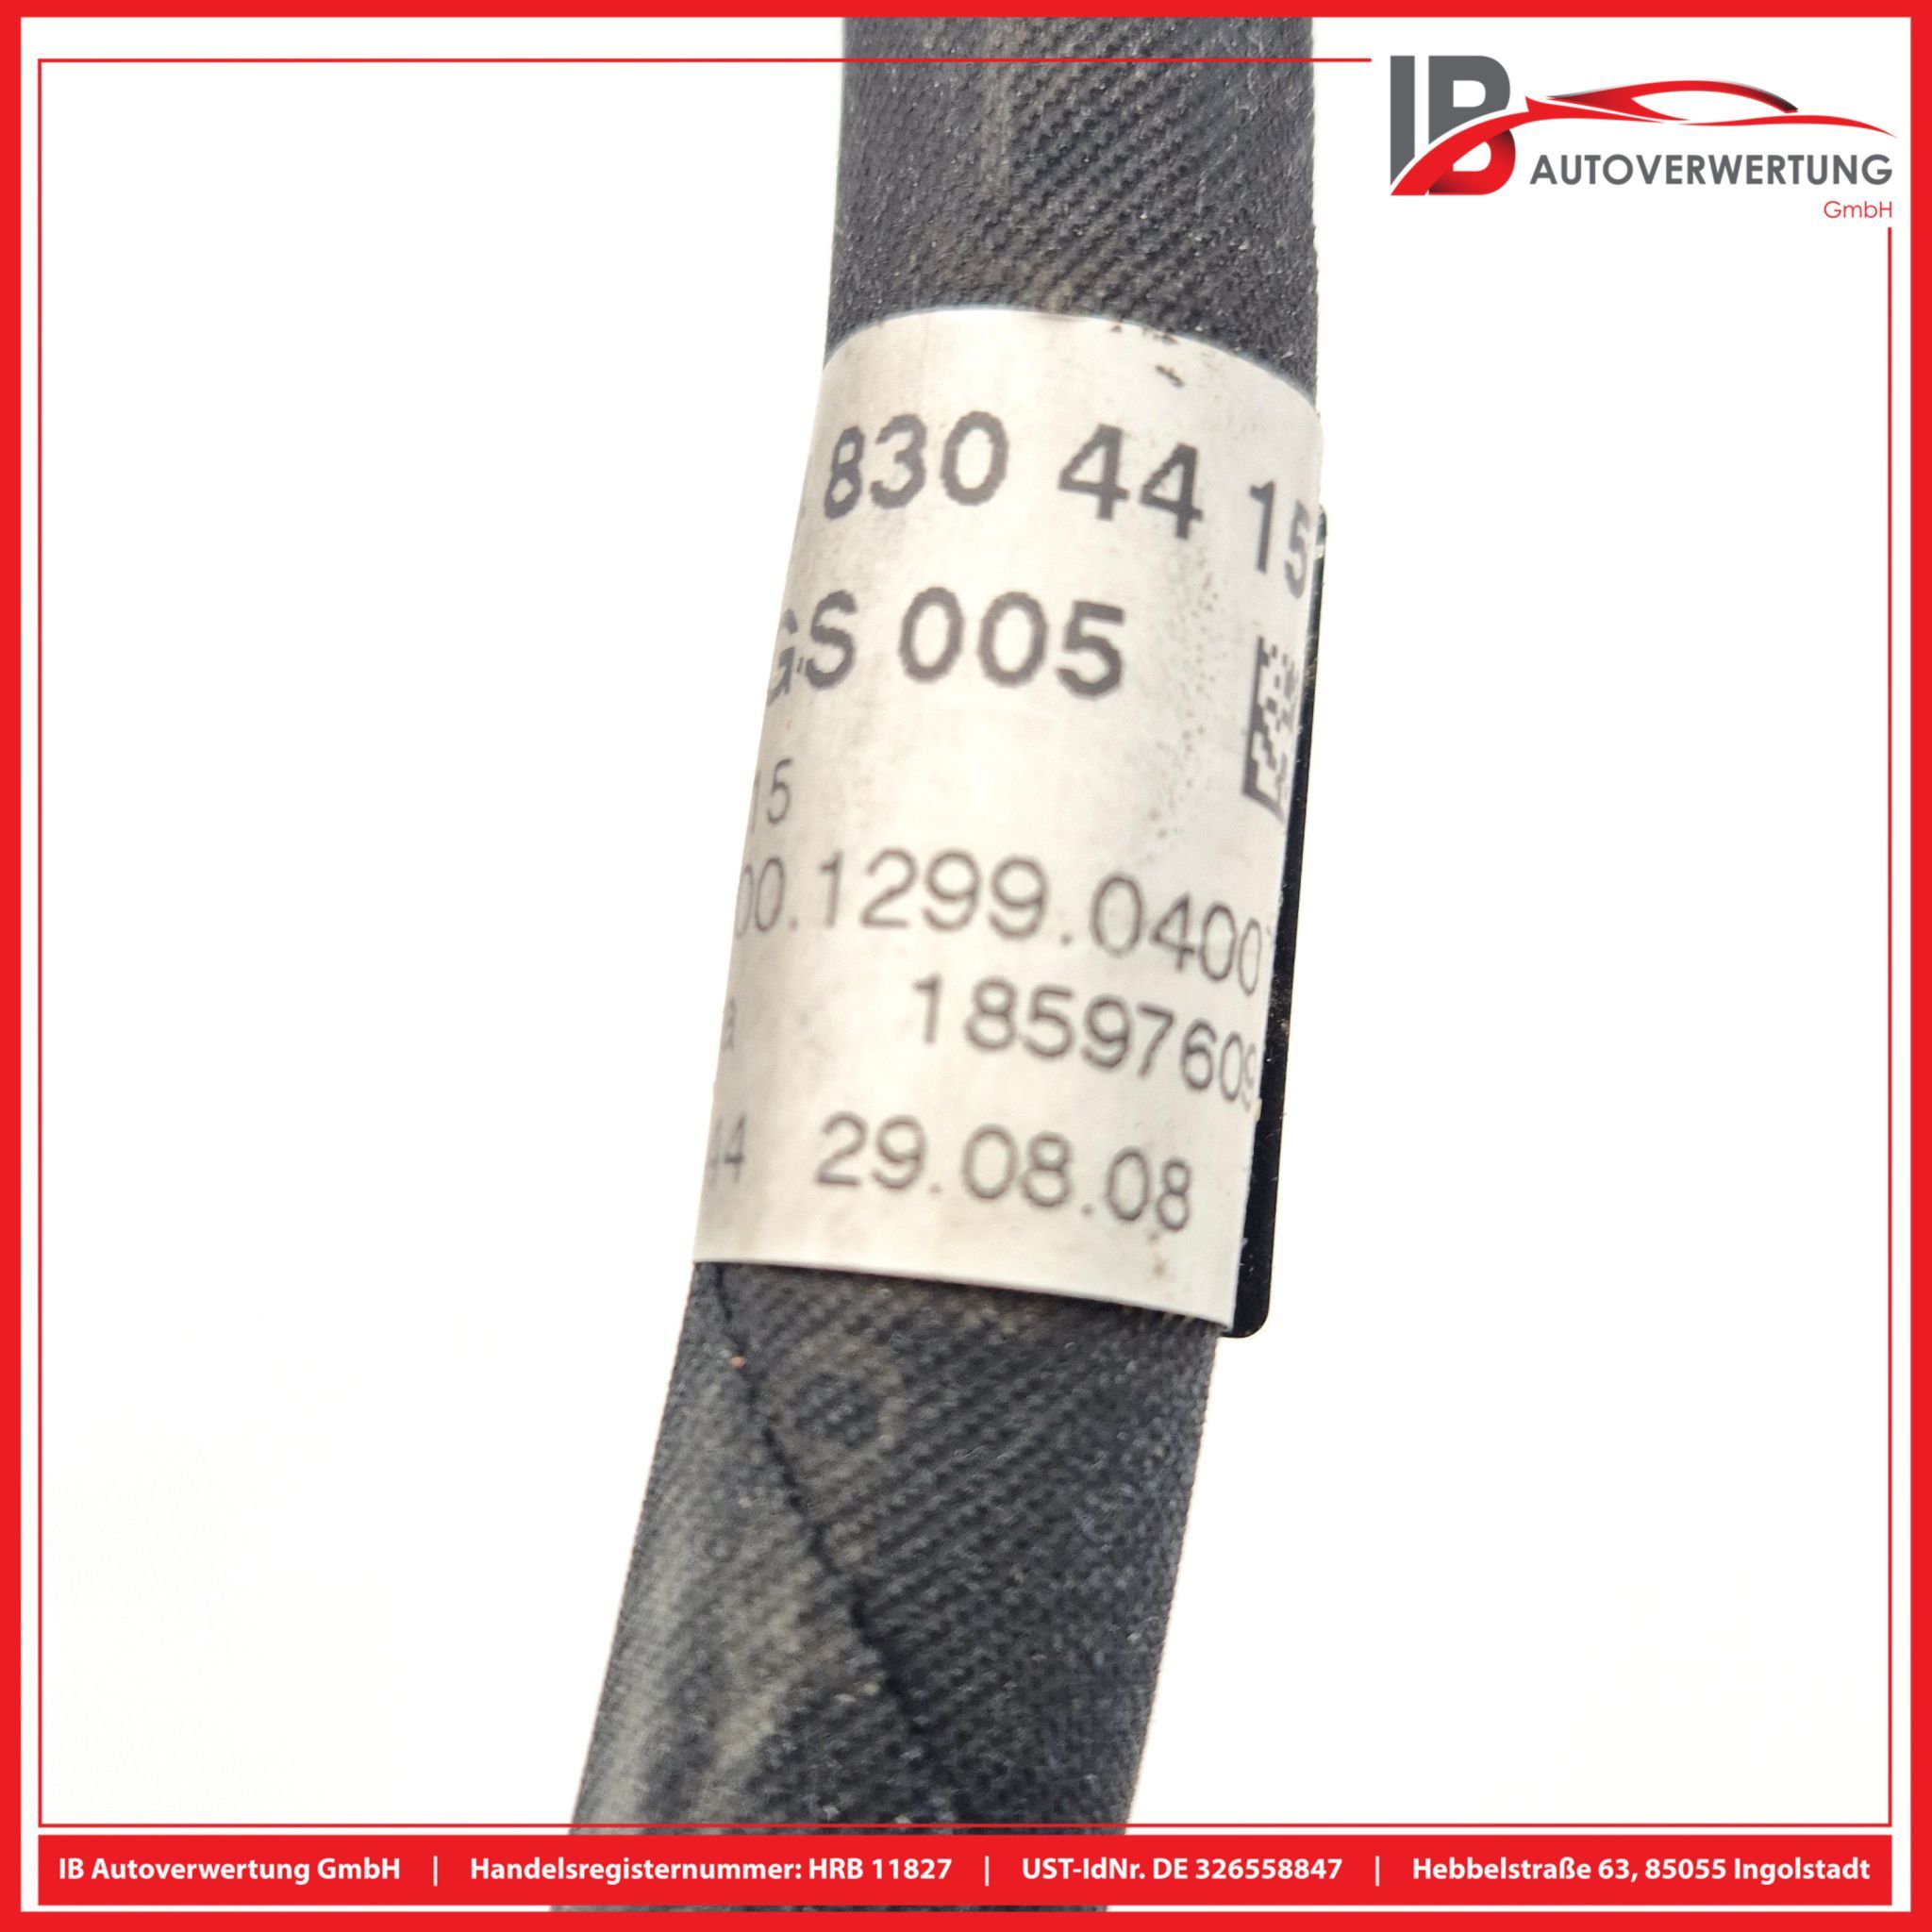 IB
AUTOVERWERTUNG
GmbH
830 44 15
GS 005
15
00.1299.0400
18597609
44 29.08.08
IB Autoverwertung GmbH | Handelsregisternummer: HRB 11827 | UST-IdNr. DE 326558847 | Hebbelstraße 63, 85055 Ingolstadt